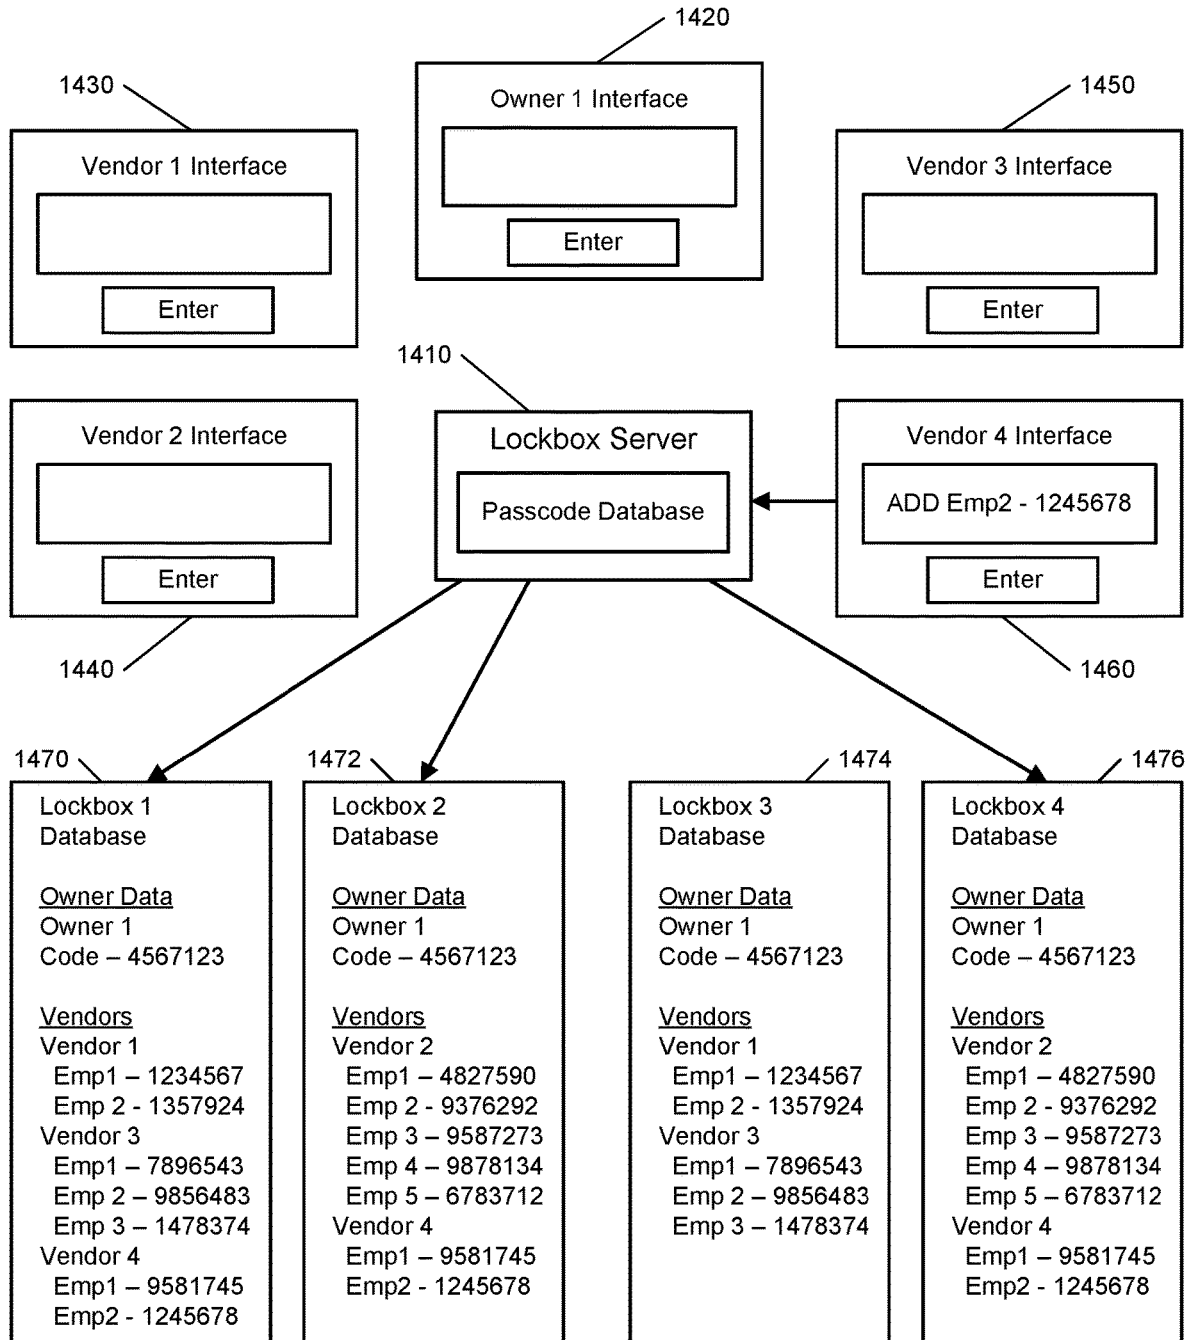 1420
1430
Owner 1 Interface
Enter
1450
Vendor 1 Interface
Enter
Vendor 3 Interface
Enter
1410
Vendor 2 Interface
Enter
1440
Lockbox Server
Passcode Database
Vendor 4 Interface
ADD Emp2 - 1245678
Enter
1460
1470
Lockbox 1
Database
Owner Data
Owner 1
Code – 4567123
Vendors
Vendor 1
Emp1 – 1234567
Emp 2 - 1357924
Vendor 3
Emp1 – 7896543
Emp 2 – 9856483
Emp 3 – 1478374
Vendor 4
Emp1 – 9581745
Emp2 - 1245678
1472
Lockbox 2
Database
Owner Data
Owner 1
Code – 4567123
Vendors
Vendor 2
Emp1 – 4827590
Emp 2 - 9376292
Emp 3 – 9587273
Emp 4 – 9878134
Emp 5 – 6783712
Vendor 4
Emp1 – 9581745
Emp2 - 1245678
1474
Lockbox 3
Database
Owner Data
Owner 1
Code – 4567123
Vendors
Vendor 1
Emp1 – 1234567
Emp 2 - 1357924
Vendor 3
Emp1 – 7896543
Emp 2 – 9856483
Emp 3 – 1478374
1476
Lockbox 4
Database
Owner Data
Owner 1
Code – 4567123
Vendors
Vendor 2
Emp1 – 4827590
Emp 2 - 9376292
Emp 3 – 9587273
Emp 4 – 9878134
Emp 5 – 6783712
Vendor 4
Emp1 – 9581745
Emp2 - 1245678